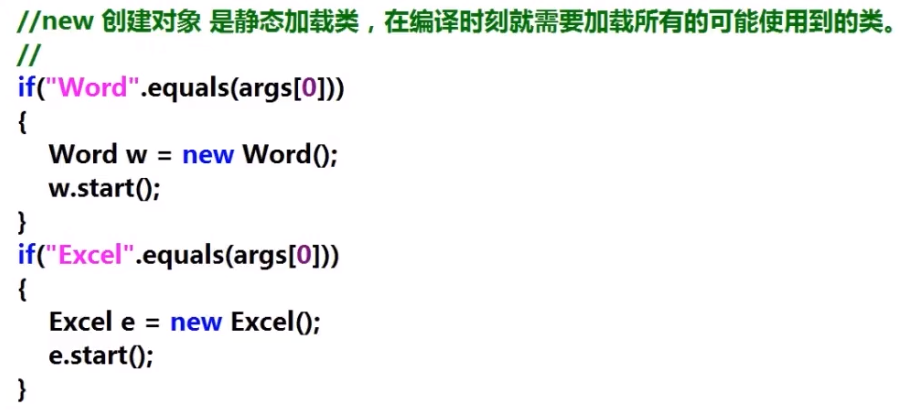 //new 创建对象 是静态加载类，在编译时刻就需要加载所有的可能使用到的类。
//
if("Word".equals(args[0]))
{
Word w = new Word();
w.start();
}
if("Excel".equals(args[0]))
{
Excel e = new Excel();
e.start();
}